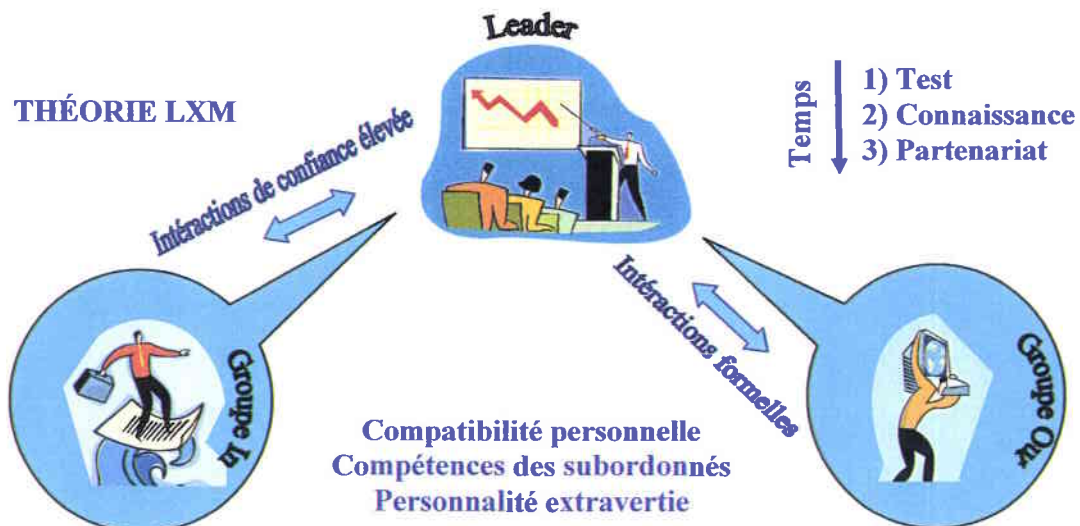 Leader
THÉORIE LXM
Temps
1) Test
2) Connaissance
3) Partenariat
Intéractions de confiance élevée
Intéractions formelles
Groupe In
Groupe Our
Compatibilité personnelle
Compétences des subordonnés
Personnalité extravertie